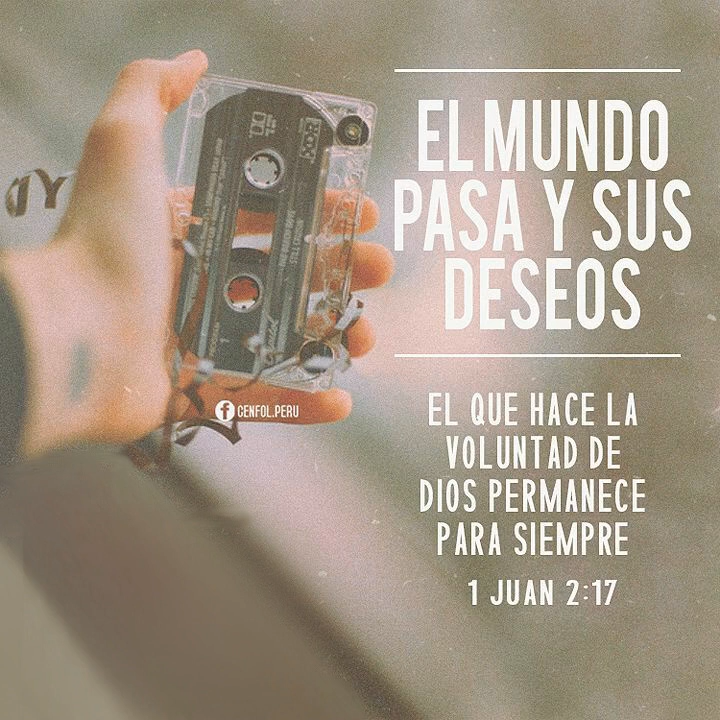 EL MUNDO
PASA Y SUS
DESEOS
EL QUE HACE LA
VOLUNTAD DE
DIOS PERMANECE
PARA SIEMPRE
1 JUAN 2:17
f CENFOL.PERU